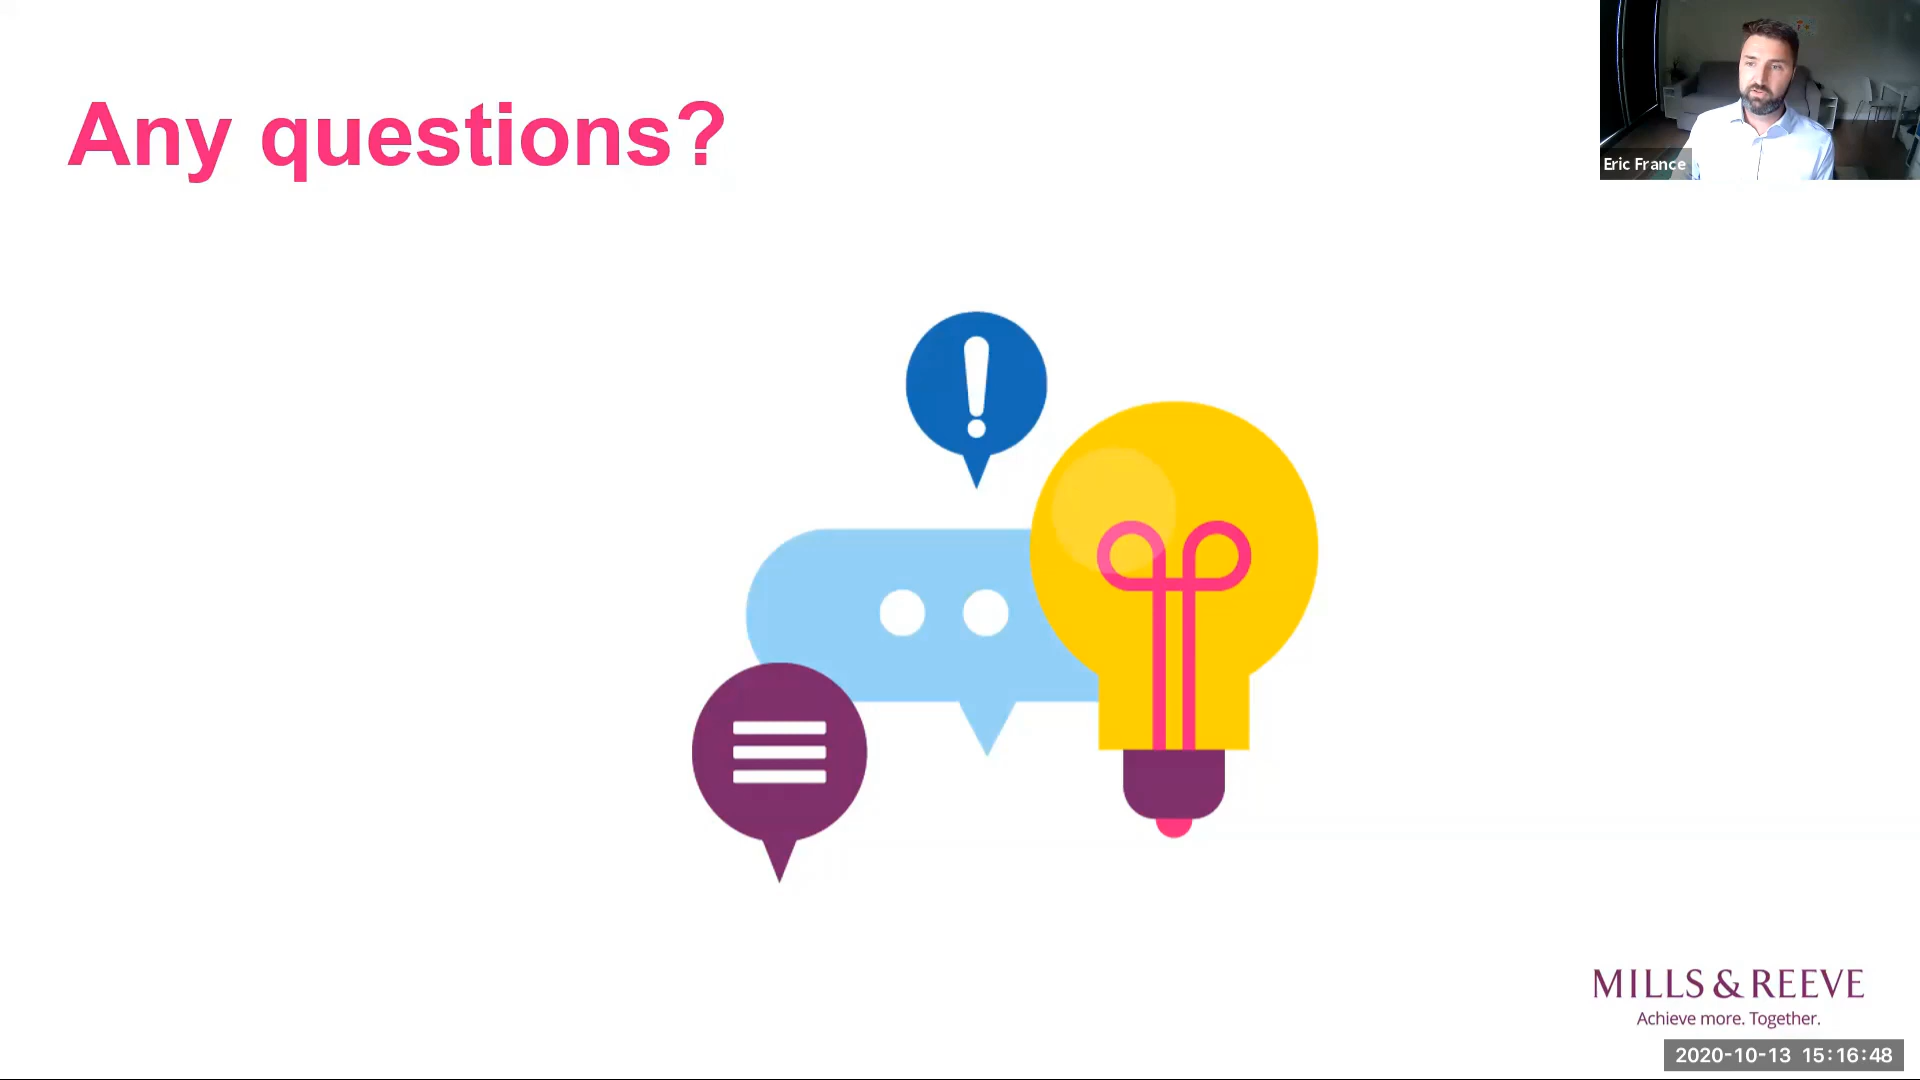 Any questions?
Eric France
!
MILLS & REEVE
Achieve more. Together.
2020-10-13 15:16:48